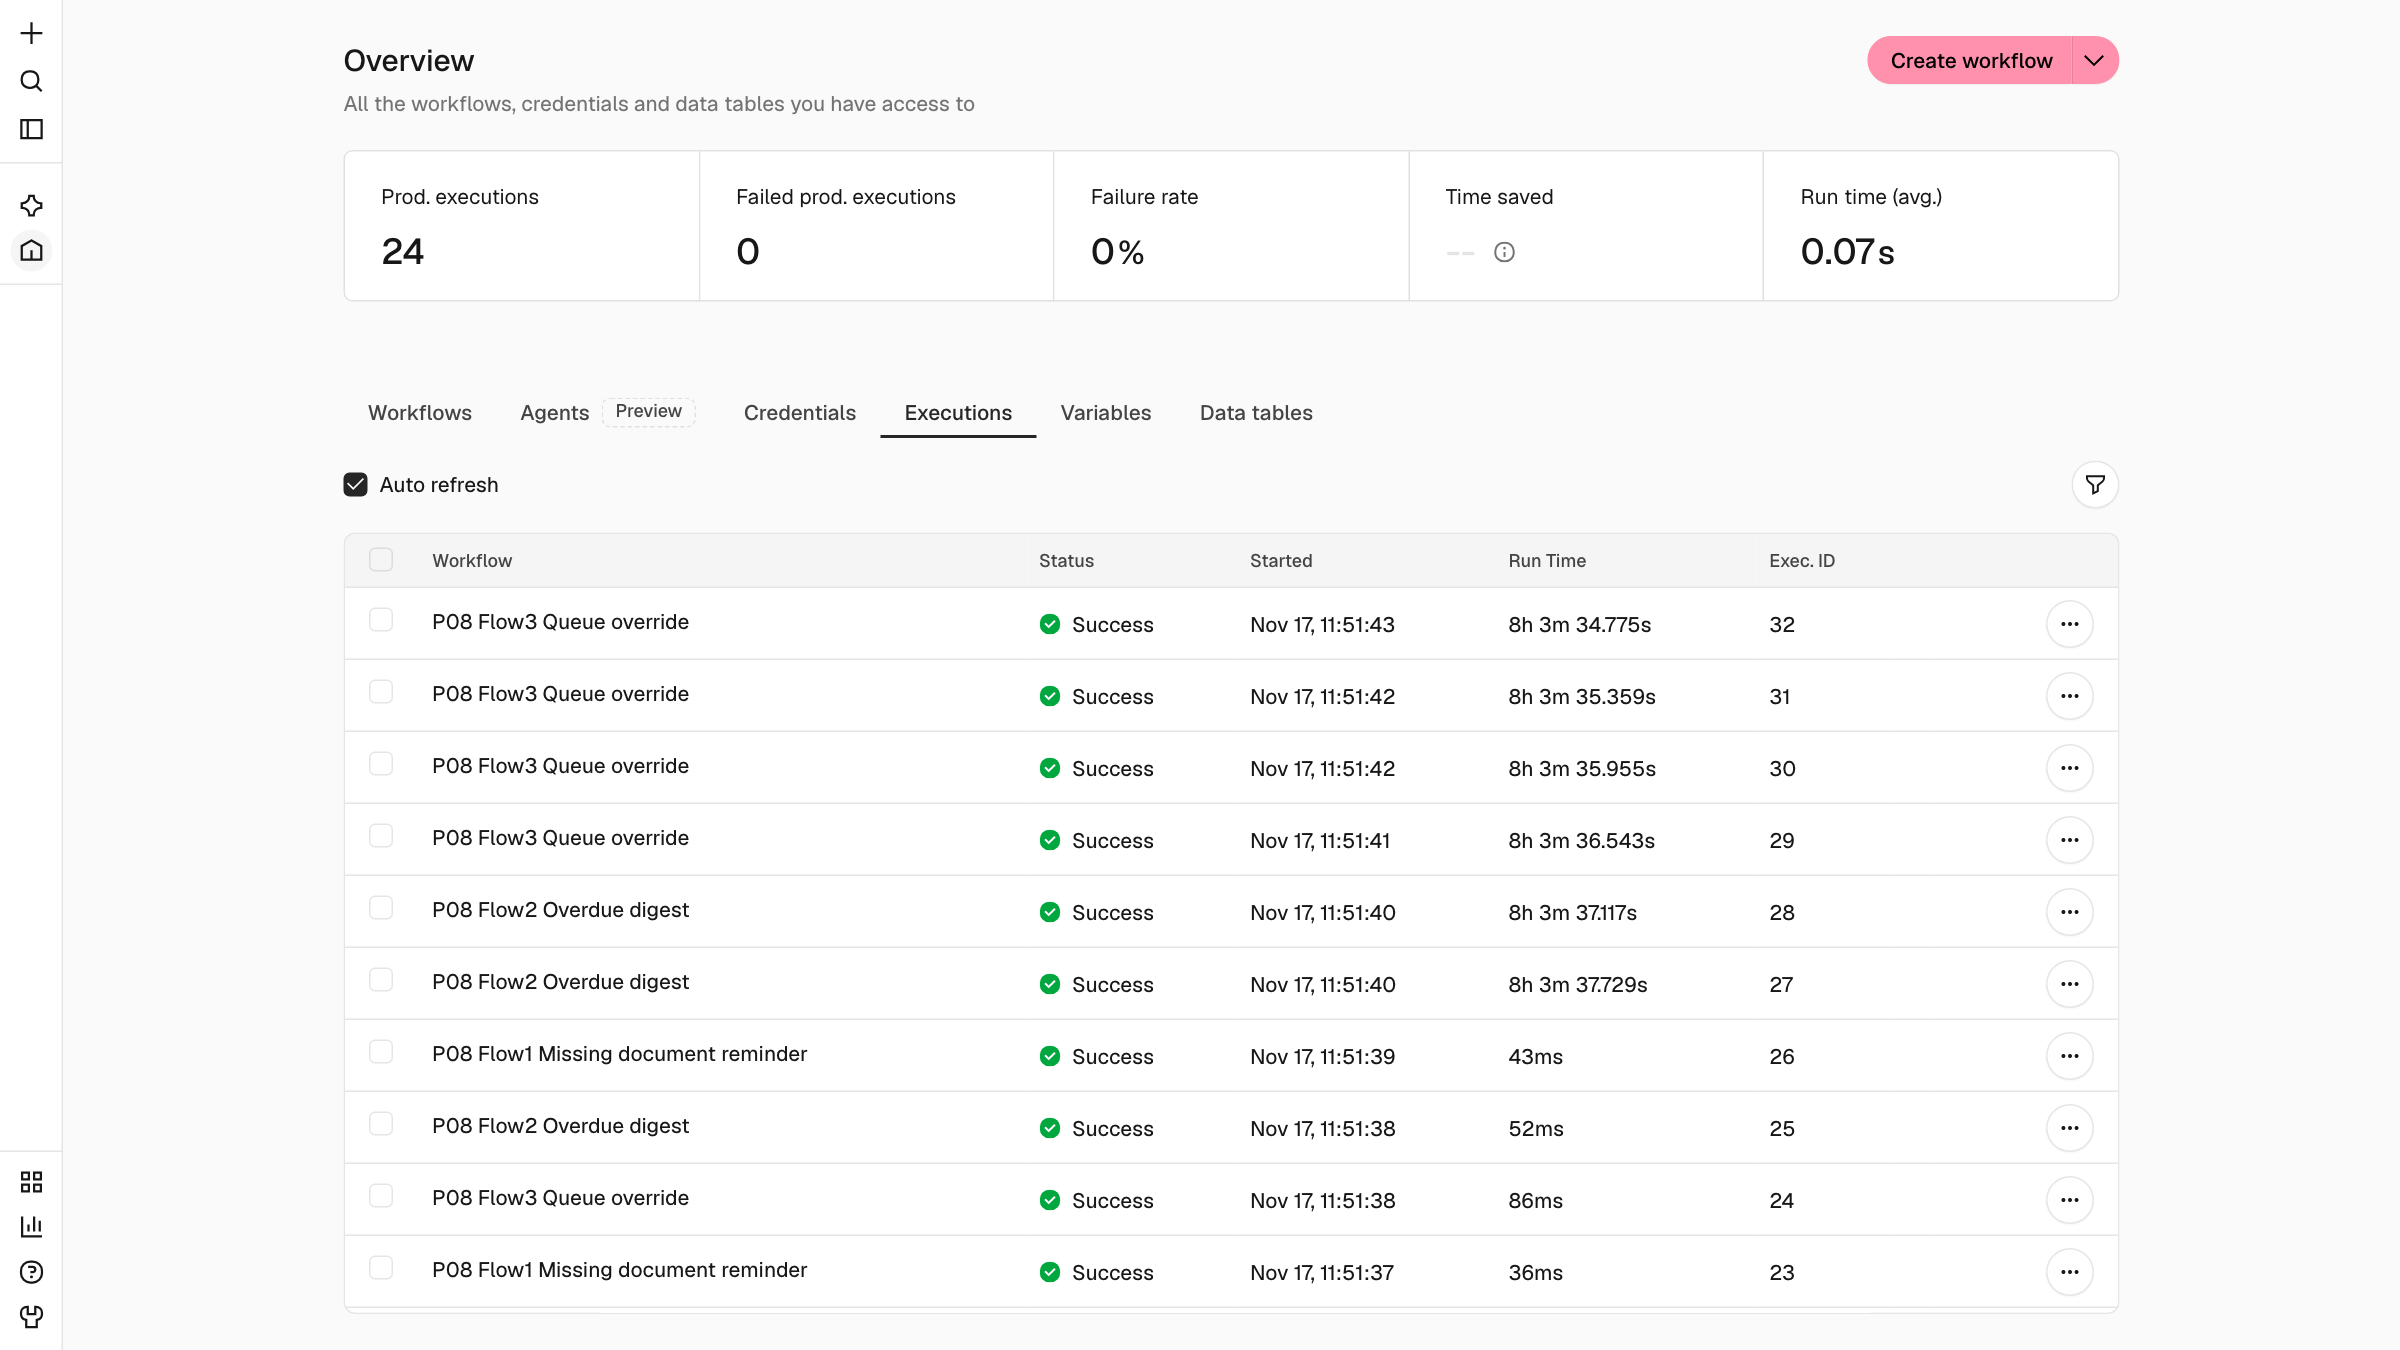 Overview
Create workflow
All the workflows, credentials and data tables you have access to
Prod. executions
24
Failed prod. executions
0
Failure rate
0%
Time saved
--
Run time (avg.)
0.07s
Workflows Agents Preview Credentials Executions Variables Data tables
Auto refresh
Workflow Status Started Run Time Exec. ID
P08 Flow3 Queue override Success Nov 17, 11:51:43 8h 3m 34.775s 32
P08 Flow3 Queue override Success Nov 17, 11:51:42 8h 3m 35.359s 31
P08 Flow3 Queue override Success Nov 17, 11:51:42 8h 3m 35.955s 30
P08 Flow3 Queue override Success Nov 17, 11:51:41 8h 3m 36.543s 29
P08 Flow2 Overdue digest Success Nov 17, 11:51:40 8h 3m 37.117s 28
P08 Flow2 Overdue digest Success Nov 17, 11:51:40 8h 3m 37.729s 27
P08 Flow1 Missing document reminder Success Nov 17, 11:51:39 43ms 26
P08 Flow2 Overdue digest Success Nov 17, 11:51:38 52ms 25
P08 Flow3 Queue override Success Nov 17, 11:51:38 86ms 24
P08 Flow1 Missing document reminder Success Nov 17, 11:51:37 36ms 23